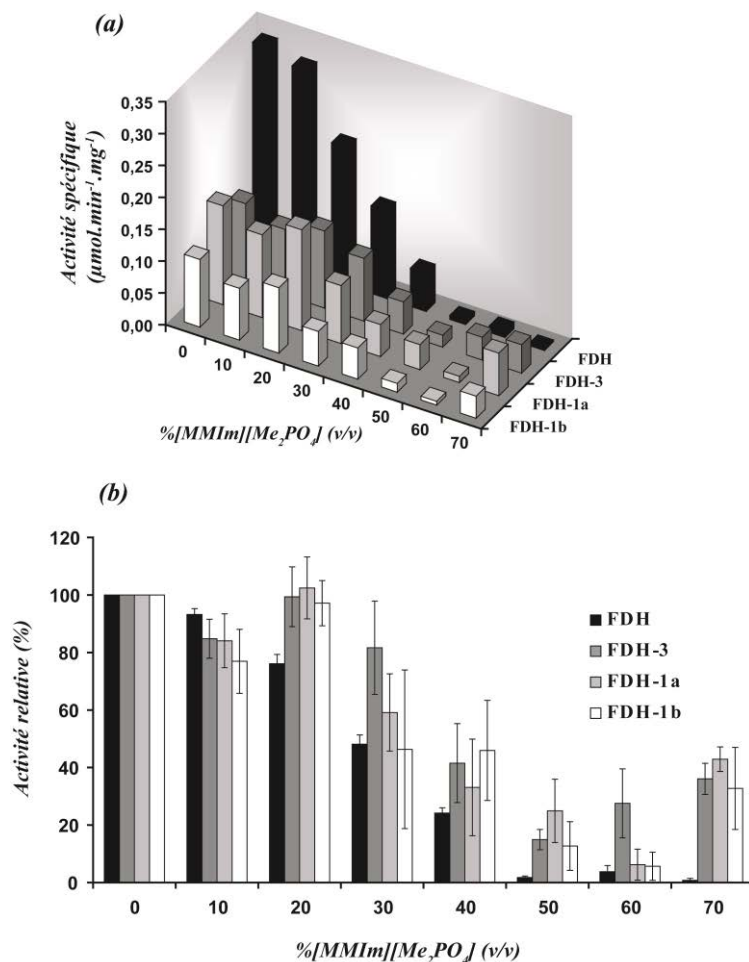 (a)
Activité spécifique
(µmol.min⁻¹.mg⁻¹)
0,35
0,30
0,25
0,20
0,15
0,10
0,05
0,00
0
10
20
30
40
50
60
70
FDH
FDH-3
FDH-1a
FDH-1b
%[MMIm][Me₂PO₄] (v/v)
(b)
Activité relative (%)
120
100
80
60
40
20
0
FDH
FDH-3
FDH-1a
FDH-1b
0 10 20 30 40 50 60 70
%[MMIm][Me₂PO₄] (v/v)